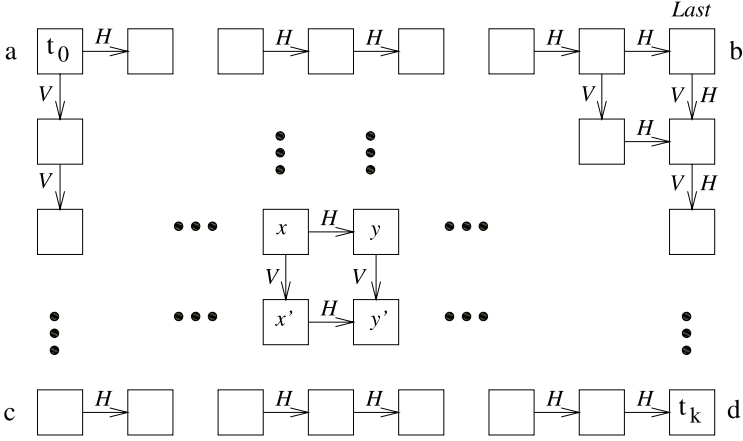 Last
a t0 H H H H H b
V V V H
H
V V H
x H y
V V
x' H y'
c H H H H H tk d